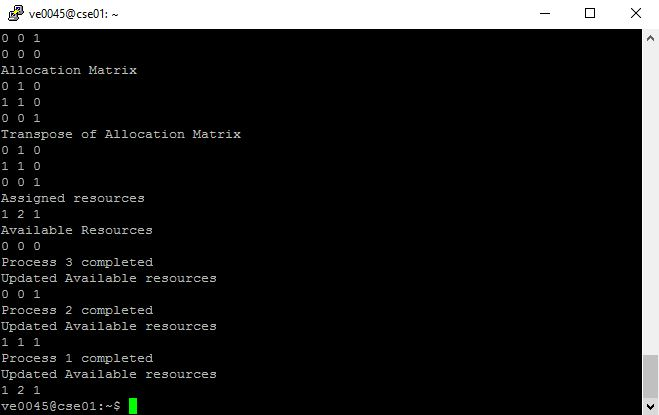 ve0045@cse01: ~
0 0 1
0 0 0
Allocation Matrix
0 1 0
1 1 0
0 0 1
Transpose of Allocation Matrix
0 1 0
1 1 0
0 0 1
Assigned resources
1 2 1
Available Resources
0 0 0
Process 3 completed
Updated Available resources
0 0 1
Process 2 completed
Updated Available resources
1 1 1
Process 1 completed
Updated Available resources
1 2 1
ve0045@cse01:~$